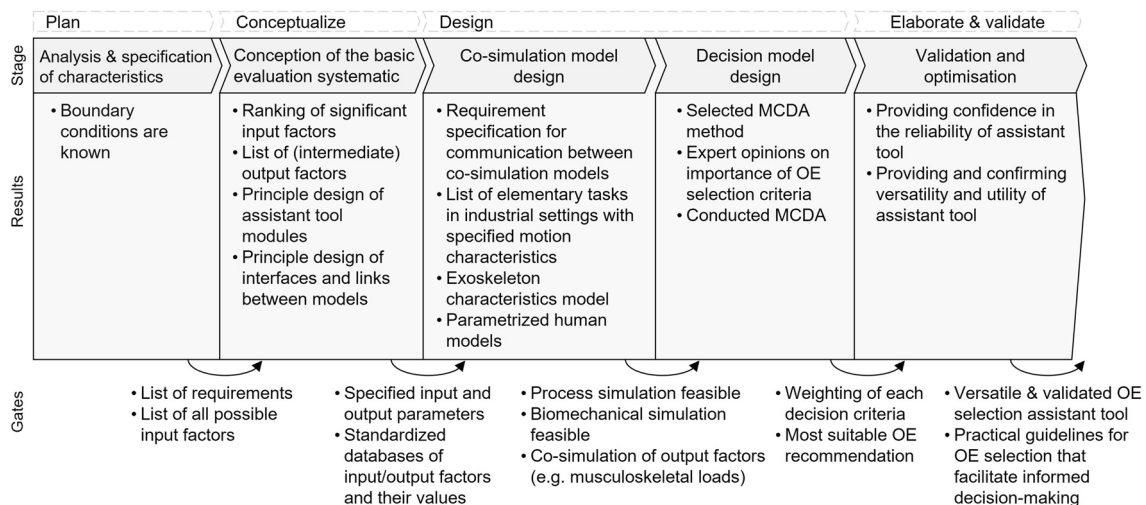 Plan
Conceptualize
Design
Elaborate & validate
Stage
Analysis & specification
of characteristics
Conception of the basic
evaluation systematic
Co-simulation model
design
Decision model
design
Validation and
optimisation
Results
• Boundary
conditions are
known
• Ranking of significant
input factors
• List of (intermediate)
output factors
• Principle design of
assistant tool
modules
• Principle design of
interfaces and links
between models
• Requirement
specification for
communication between
co-simulation models
• List of elementary tasks
in industrial settings with
specified motion
characteristics
• Exoskeleton
characteristics model
• Parametrized human
models
• Selected MCDA
method
• Expert opinions on
importance of OE
selection criteria
• Conducted MCDA
• Providing confidence in
the reliability of assistant
tool
• Providing and confirming
versatility and utility of
assistant tool
Gates
• List of requirements
• List of all possible
input factors
• Specified input and
output parameters
• Standardized
databases of
input/output factors
and their values
• Process simulation feasible
• Biomechanical simulation
feasible
• Co-simulation of output factors
(e.g. musculoskeletal loads)
• Weighting of each
decision criteria
• Most suitable OE
recommendation
• Versatile & validated OE
selection assistant tool
• Practical guidelines for
OE selection that
facilitate informed
decision-making